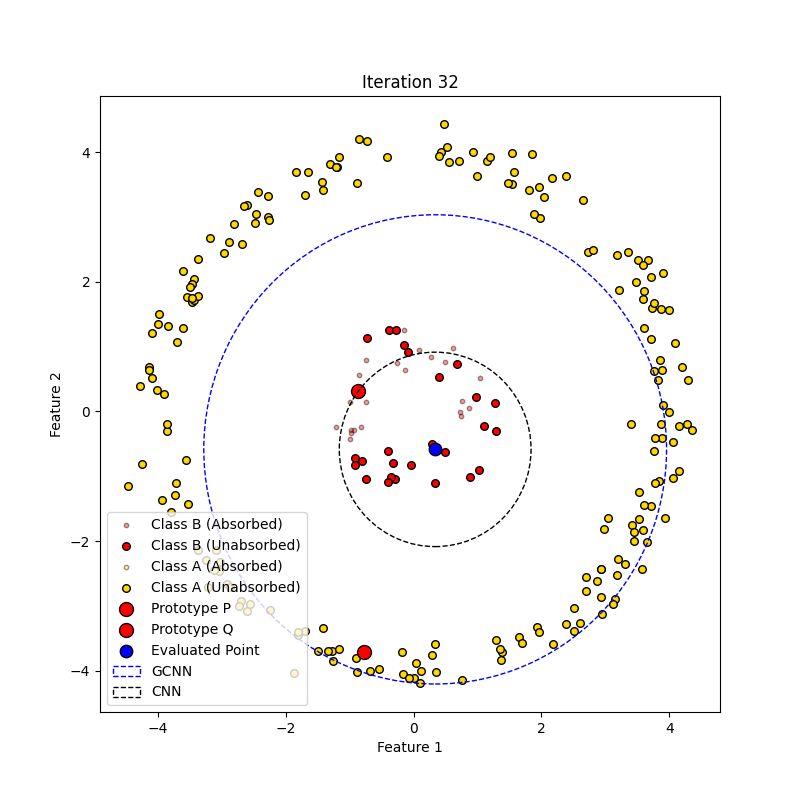 Iteration 32
Feature 2
4
2
0
−2
−4
Class B (Absorbed)
Class B (Unabsorbed)
Class A (Absorbed)
Class A (Unabsorbed)
Prototype P
Prototype Q
Evaluated Point
GCNN
CNN
−4 −2 0 2 4
Feature 1